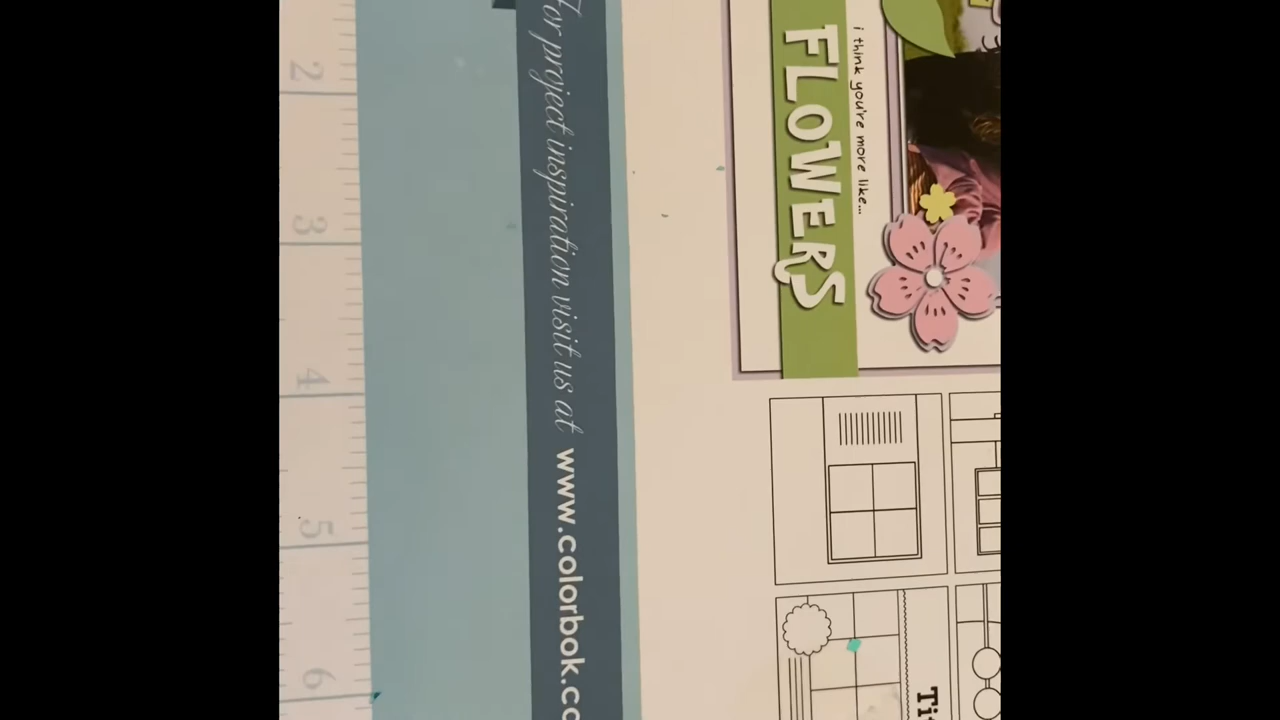 i think you're more like...
FLOWERS
For project inspiration visit us at www.colorbok.co
Tit
2
3
4
5
6